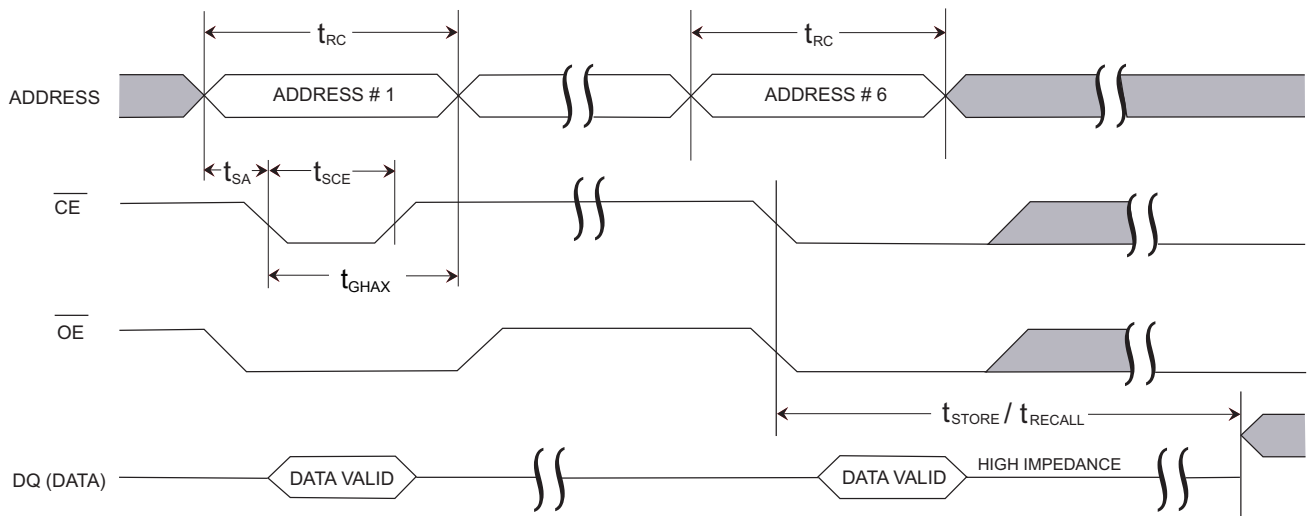 tRC tRC
ADDRESS ADDRESS # 1 ADDRESS # 6
tSA tSCE
CE
tGHAX
OE
tSTORE / tRECALL
DQ (DATA) DATA VALID DATA VALID HIGH IMPEDANCE